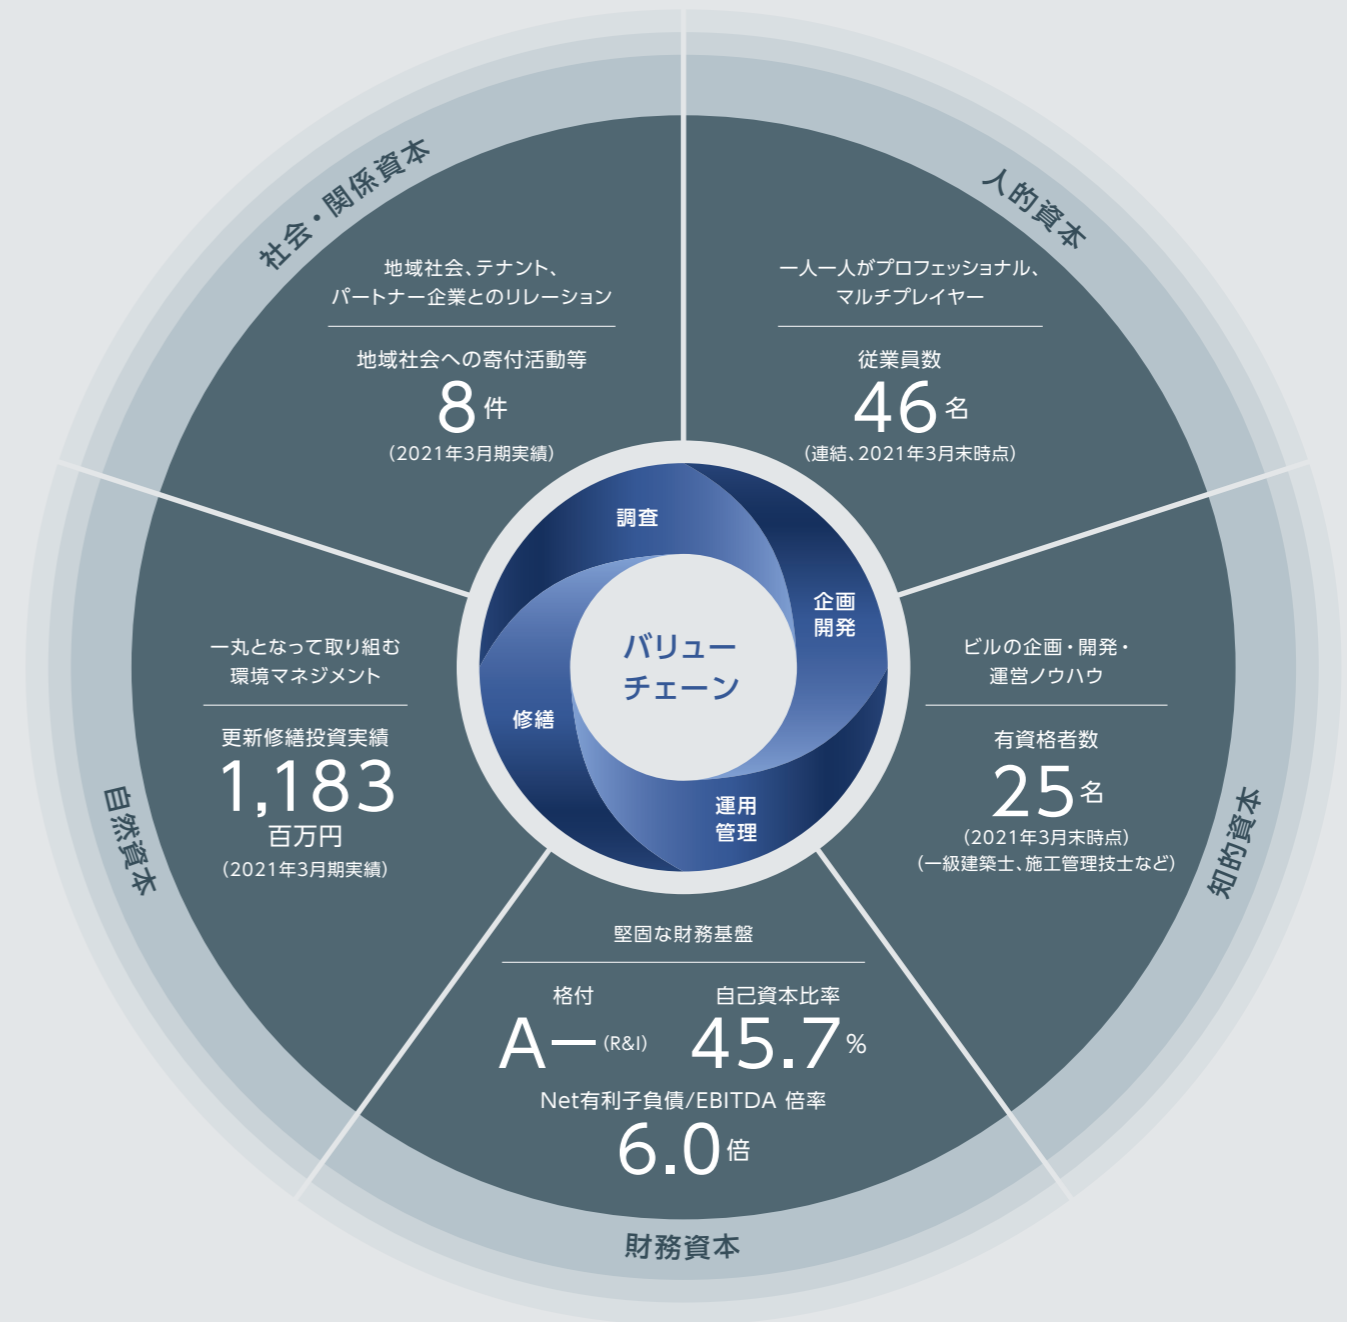 社会・関係資本
地域社会、テナント、
パートナー企業とのリレーション
地域社会への寄付活動等
8件
（2021年3月期実績）
人的資本
一人一人がプロフェッショナル、
マルチプレイヤー
従業員数
46名
（連結、2021年3月末時点）
知的資本
ビルの企画・開発・
運営ノウハウ
有資格者数
25名
（2021年3月末時点）
（一級建築士、施工管理技士など）
財務資本
堅固な財務基盤
格付
A－（R&I）
自己資本比率
45.7%
Net有利子負債/EBITDA 倍率
6.0倍
自然資本
一丸となって取り組む
環境マネジメント
更新修繕投資実績
1,183
百万円
（2021年3月期実績）
バリュー
チェーン
調査
企画
開発
運用
管理
修繕